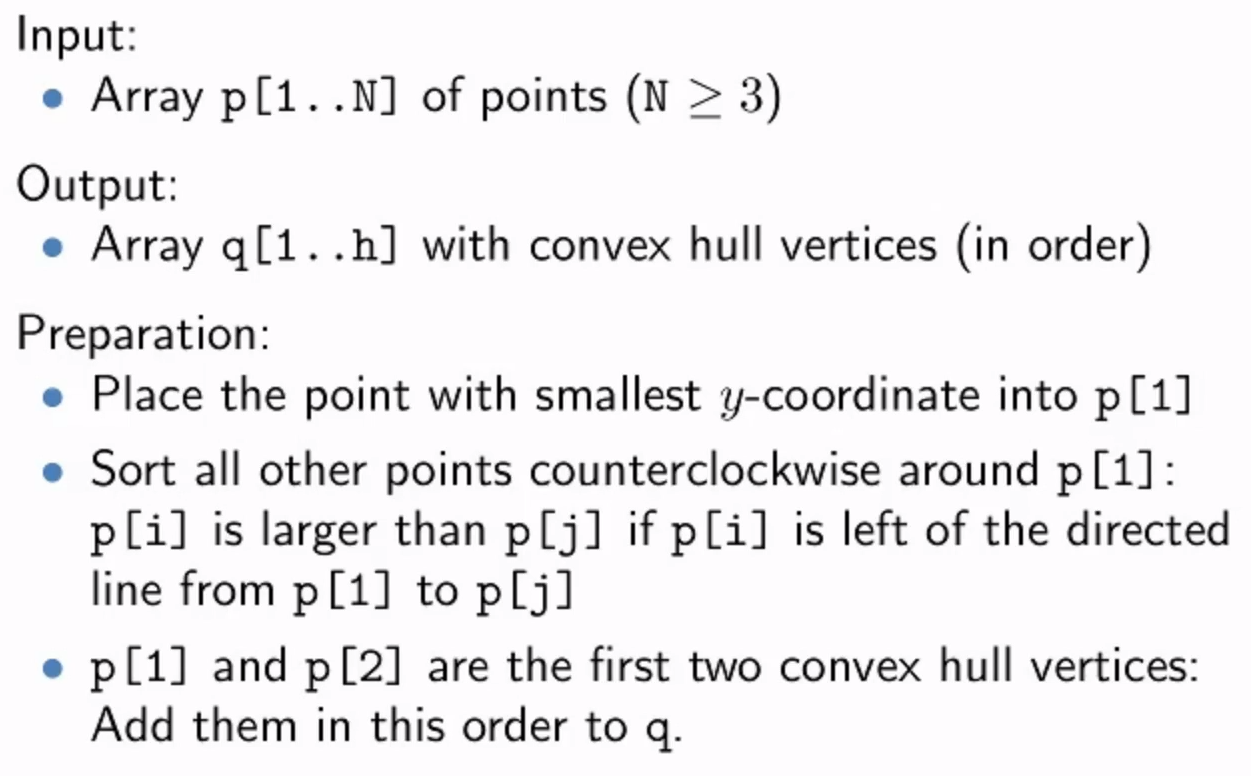 Input:
• Array p[1..N] of points (N ≥ 3)
Output:
• Array q[1..h] with convex hull vertices (in order)
Preparation:
• Place the point with smallest y-coordinate into p[1]
• Sort all other points counterclockwise around p[1]:
p[i] is larger than p[j] if p[i] is left of the directed
line from p[1] to p[j]
• p[1] and p[2] are the first two convex hull vertices:
Add them in this order to q.